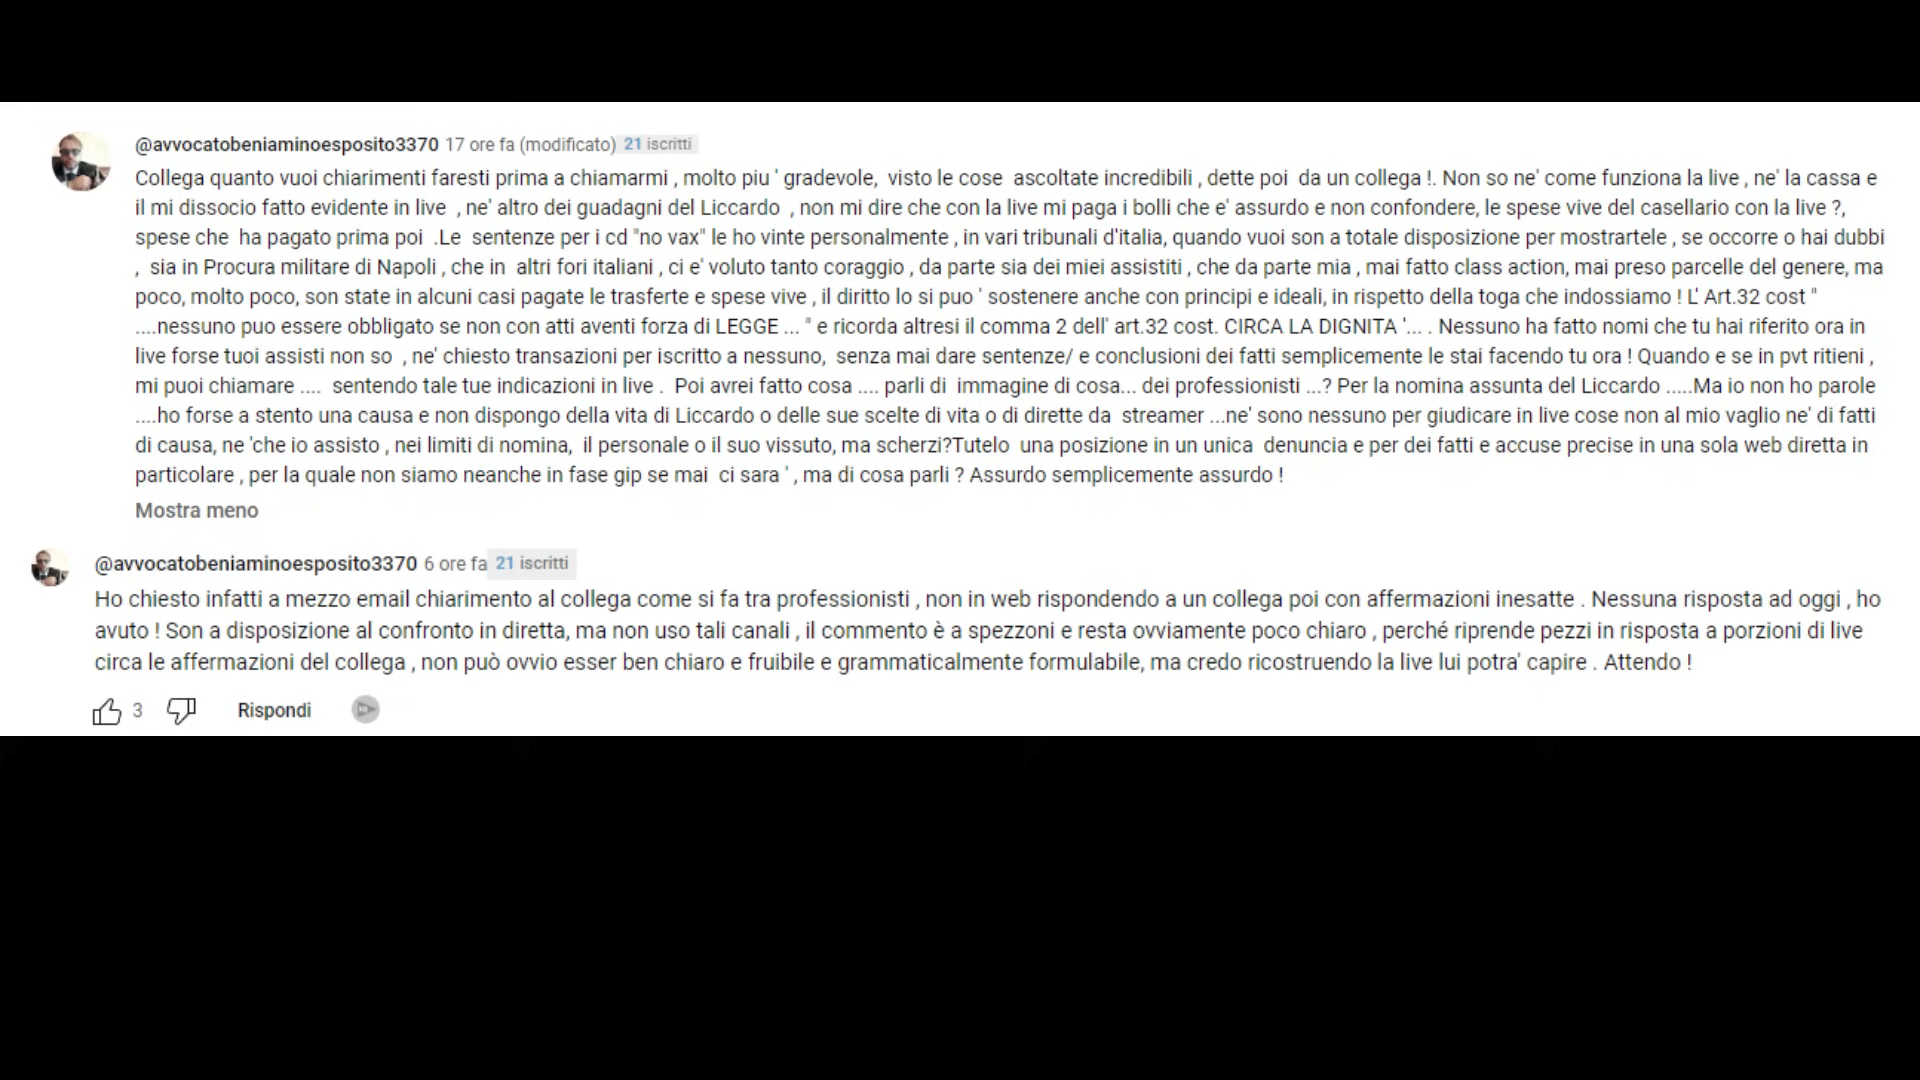 @avvocatobeniaminoesposito3370 17 ore fa (modificato) 21 iscritti
Collega quanto vuoi chiarimenti faresti prima a chiamarmi , molto piu ' gradevole, visto le cose ascoltate incredibili , dette poi da un collega !. Non so ne' come funziona la live , ne' la cassa e
il mi dissocio fatto evidente in live , ne' altro dei guadagni del Liccardo , non mi dire che con la live mi paga i bolli che e' assurdo e non confondere, le spese vive del casellario con la live ?,
spese che ha pagato prima poi .Le sentenze per i cd "no vax" le ho vinte personalmente , in vari tribunali d'italia, quando vuoi son a totale disposizione per mostrartele , se occorre o hai dubbi
, sia in Procura militare di Napoli , che in altri fori italiani , ci e' voluto tanto coraggio , da parte sia dei miei assistiti , che da parte mia , mai fatto class action, mai preso parcelle del genere, ma
poco, molto poco, son state in alcuni casi pagate le trasferte e spese vive , il diritto lo si puo ' sostenere anche con principi e ideali, in rispetto della toga che indossiamo ! L' Art.32 cost "
....nessuno puo essere obbligato se non con atti aventi forza di LEGGE ... " e ricorda altresi il comma 2 dell' art.32 cost. CIRCA LA DIGNITA '... . Nessuno ha fatto nomi che tu hai riferito ora in
live forse tuoi assisti non so , ne' chiesto transazioni per iscritto a nessuno, senza mai dare sentenze/ e conclusioni dei fatti semplicemente le stai facendo tu ora ! Quando e se in pvt ritieni ,
mi puoi chiamare .... sentendo tale tue indicazioni in live . Poi avrei fatto cosa .... parli di immagine di cosa... dei professionisti ...? Per la nomina assunta del Liccardo .....Ma io non ho parole
....ho forse a stento una causa e non dispongo della vita di Liccardo o delle sue scelte di vita o di dirette da streamer ...ne' sono nessuno per giudicare in live cose non al mio vaglio ne' di fatti
di causa, ne 'che io assisto , nei limiti di nomina, il personale o il suo vissuto, ma scherzi?Tutelo una posizione in un unica denuncia e per dei fatti e accuse precise in una sola web diretta in
particolare , per la quale non siamo neanche in fase gip se mai ci sara ' , ma di cosa parli ? Assurdo semplicemente assurdo !
Mostra meno
@avvocatobeniaminoesposito3370 6 ore fa 21 iscritti
Ho chiesto infatti a mezzo email chiarimento al collega come si fa tra professionisti , non in web rispondendo a un collega poi con affermazioni inesatte . Nessuna risposta ad oggi , ho
avuto ! Son a disposizione al confronto in diretta, ma non uso tali canali , il commento è a spezzoni e resta ovviamente poco chiaro , perché riprende pezzi in risposta a porzioni di live
circa le affermazioni del collega , non può ovvio esser ben chiaro e fruibile e grammaticalmente formulabile, ma credo ricostruendo la live lui potra' capire . Attendo !
3 Rispondi